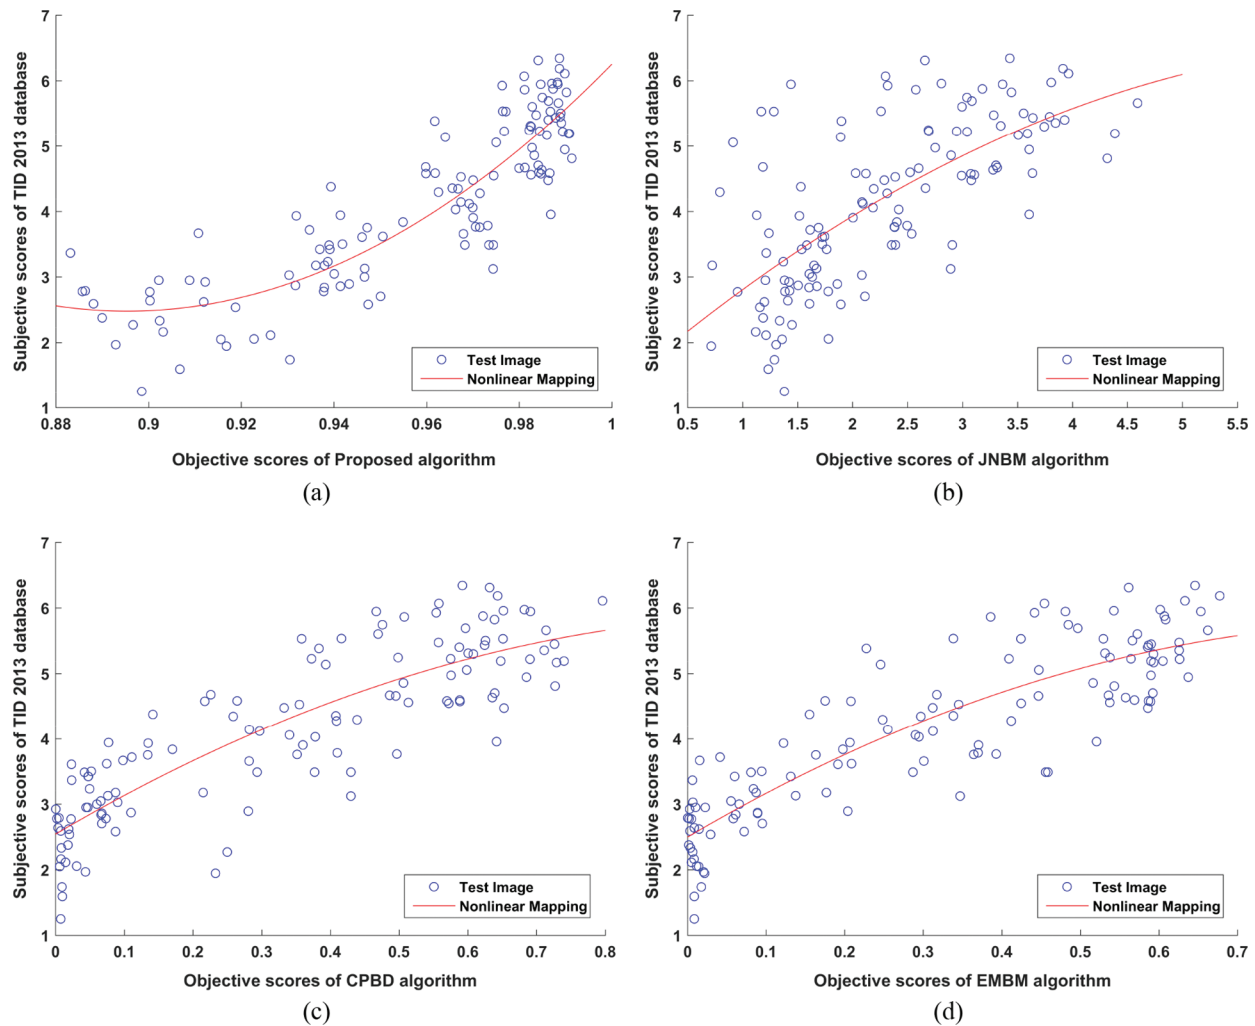 Subjective scores of TID 2013 database
7
6
5
4
3
2
1
Test Image
Nonlinear Mapping
0.88 0.9 0.92 0.94 0.96 0.98 1
Objective scores of Proposed algorithm
(a)
Subjective scores of TID 2013 database
7
6
5
4
3
2
1
Test Image
Nonlinear Mapping
0.5 1 1.5 2 2.5 3 3.5 4 4.5 5 5.5
Objective scores of JNBM algorithm
(b)
Subjective scores of TID 2013 database
7
6
5
4
3
2
1
Test Image
Nonlinear Mapping
0 0.1 0.2 0.3 0.4 0.5 0.6 0.7 0.8
Objective scores of CPBD algorithm
(c)
Subjective scores of TID 2013 database
7
6
5
4
3
2
1
Test Image
Nonlinear Mapping
0 0.1 0.2 0.3 0.4 0.5 0.6 0.7
Objective scores of EMBM algorithm
(d)